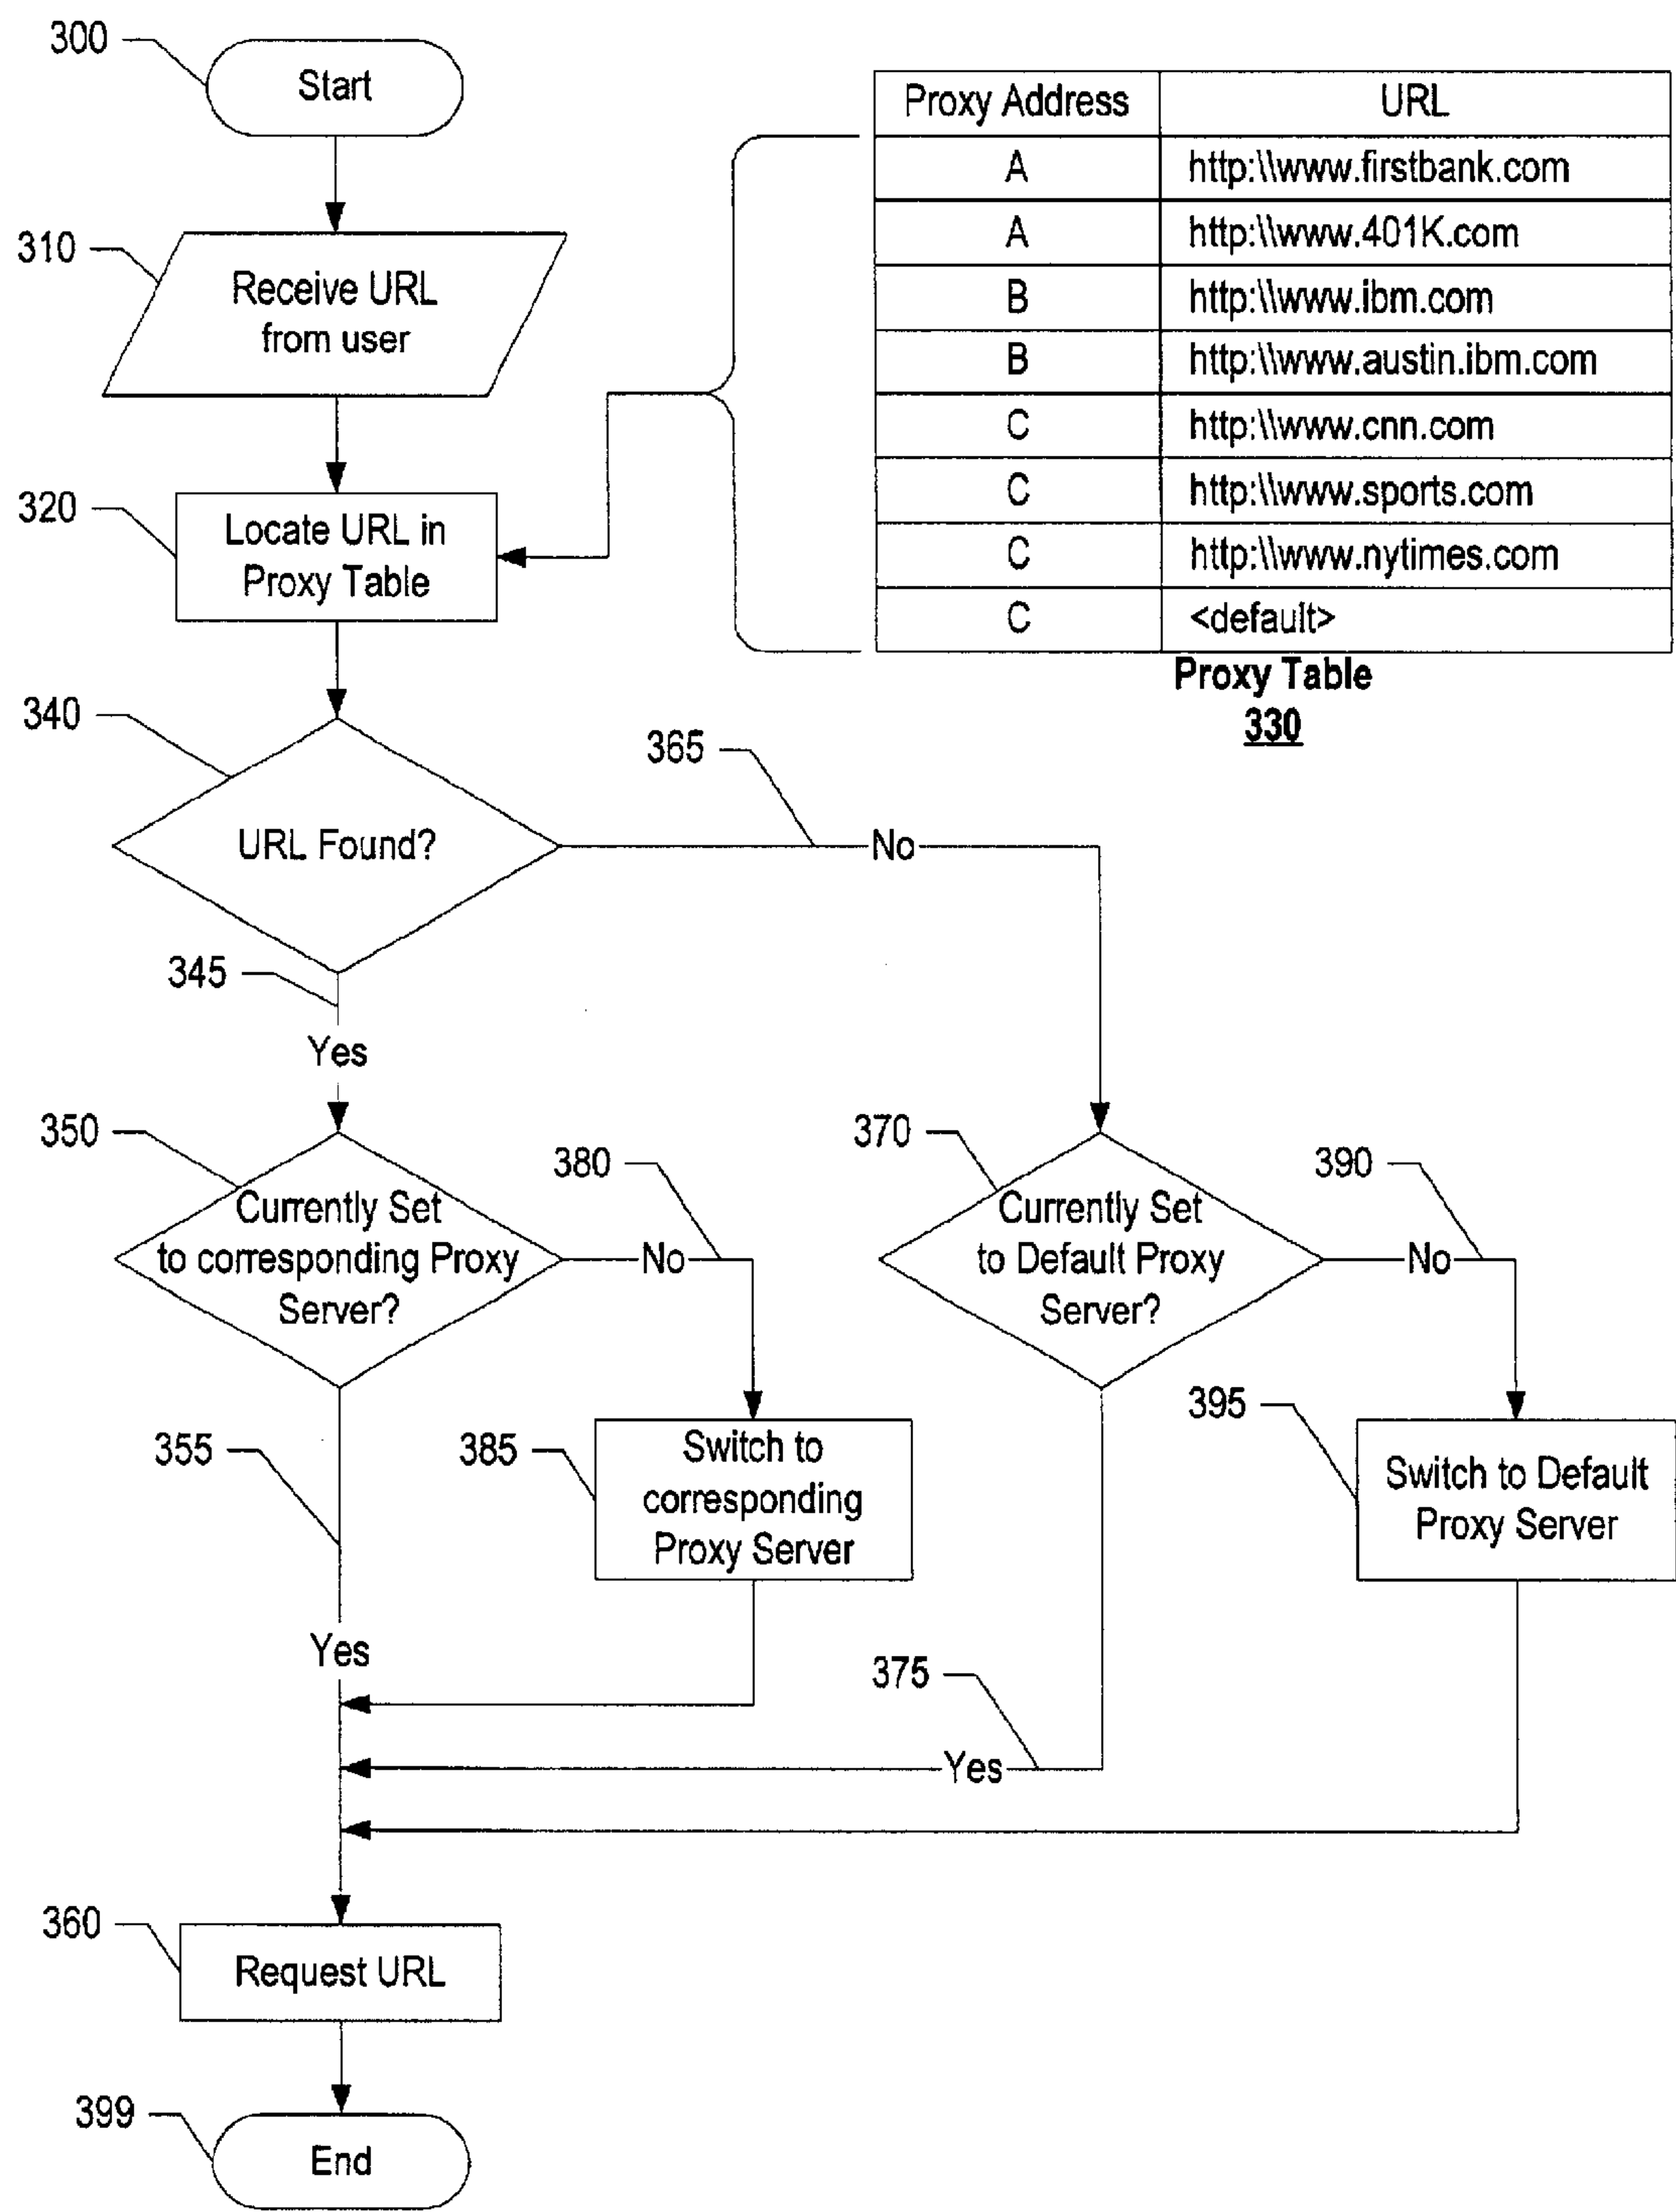 300
Start
310
Receive URL
from user
320
Locate URL in
Proxy Table
Proxy Address URL
A http:\\www.firstbank.com
A http:\\www.401K.com
B http:\\www.ibm.com
B http:\\www.austin.ibm.com
C http:\\www.cnn.com
C http:\\www.sports.com
C http:\\www.nytimes.com
C <default>
Proxy Table
330
340
URL Found?
365
No
345
Yes
350
Currently Set
to corresponding Proxy
Server?
380
No
370
Currently Set
to Default Proxy
Server?
390
No
355
385
Switch to
corresponding
Proxy Server
395
Switch to Default
Proxy Server
Yes
375
Yes
360
Request URL
399
End